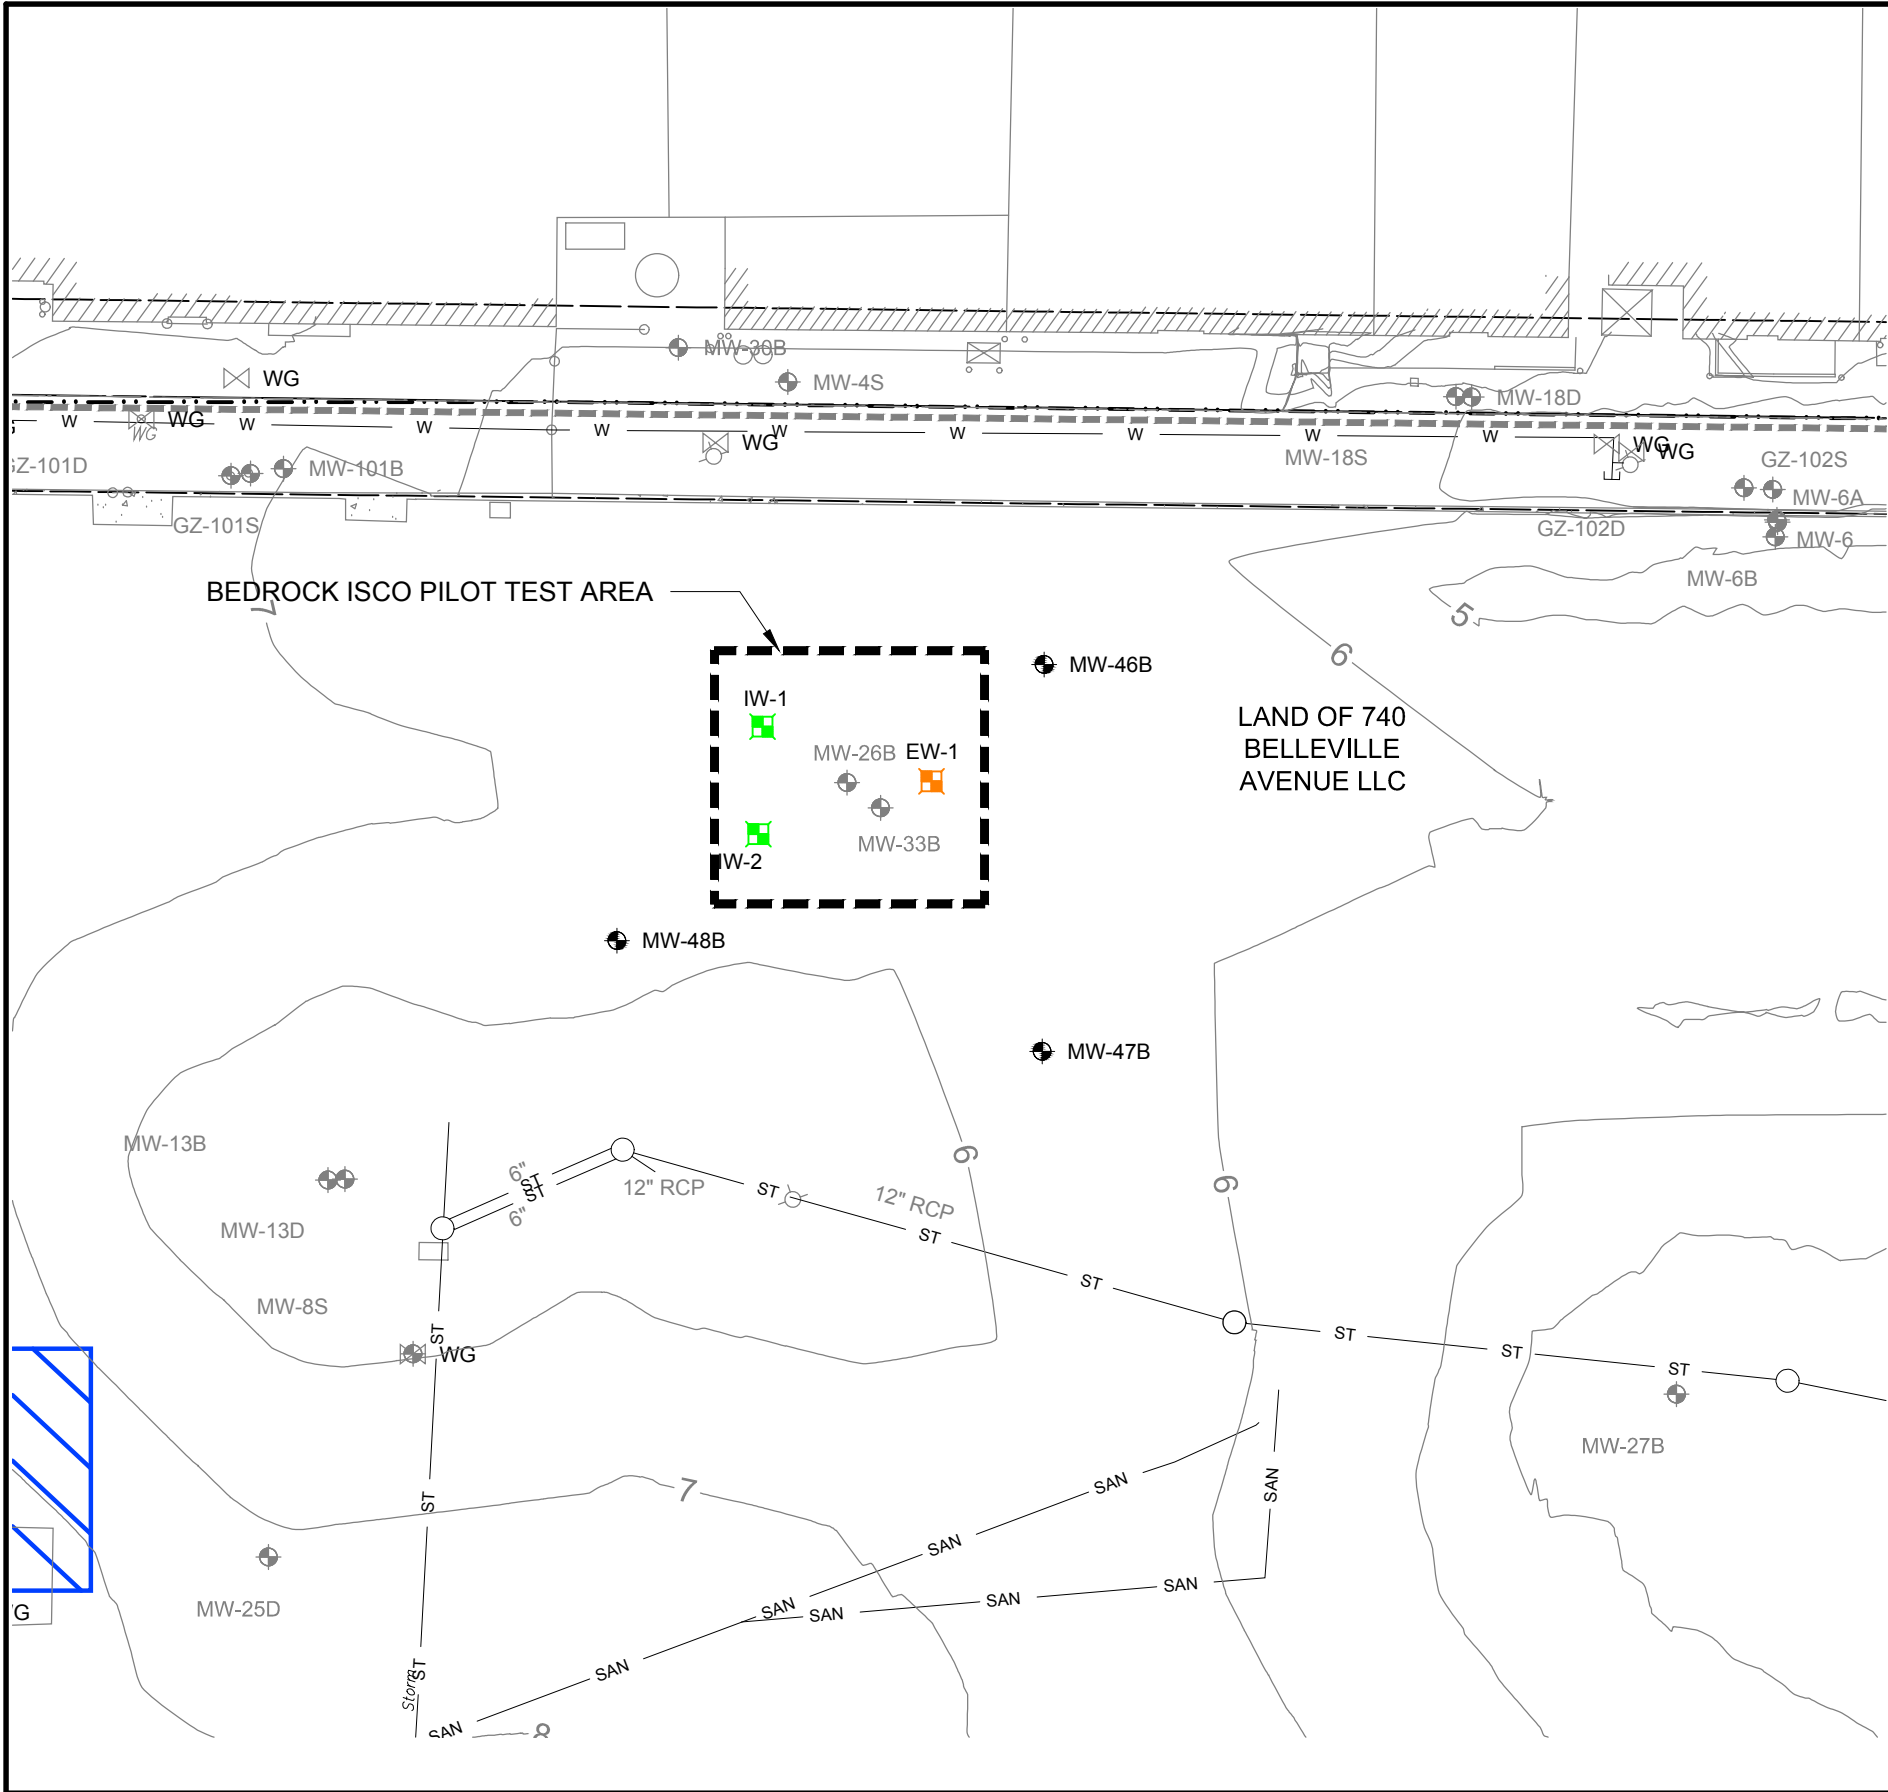 MW-30B
WG
MW-4S
MW-18D
WG
WG
W
W
W
W
W
W
W
W
W
WG
WG
WG
MW-18S
GZ-102S
MW-101B
MW-6A
GZ-101S
GZ-102D
MW-6
MW-6B
BEDROCK ISCO PILOT TEST AREA
7
5
6
MW-46B
IW-1
LAND OF 740
BELLEVILLE
AVENUE LLC
MW-26B
EW-1
MW-33B
IW-2
MW-48B
MW-47B
MW-13B
6
6
6"
ST
ST
6"
12" RCP
ST
12" RCP
ST
MW-13D
ST
MW-8S
ST
WG
ST
ST
ST
MW-27B
7
ST
SAN
SAN
SAN
MW-25D
SAN
SAN
SAN
SAN
SAN
ST
Storm
SAN
8